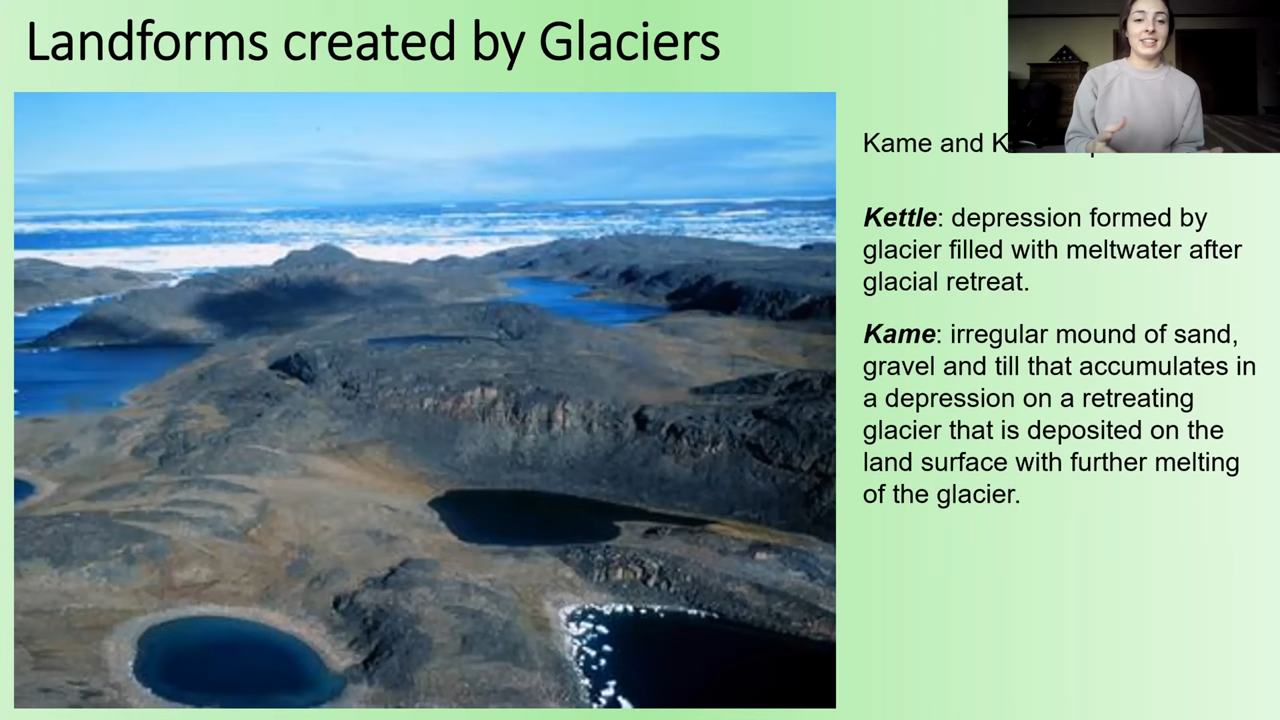 Landforms created by Glaciers
Kame and
Kettle: depression formed by
glacier filled with meltwater after
glacial retreat.
Kame: irregular mound of sand,
gravel and till that accumulates in
a depression on a retreating
glacier that is deposited on the
land surface with further melting
of the glacier.